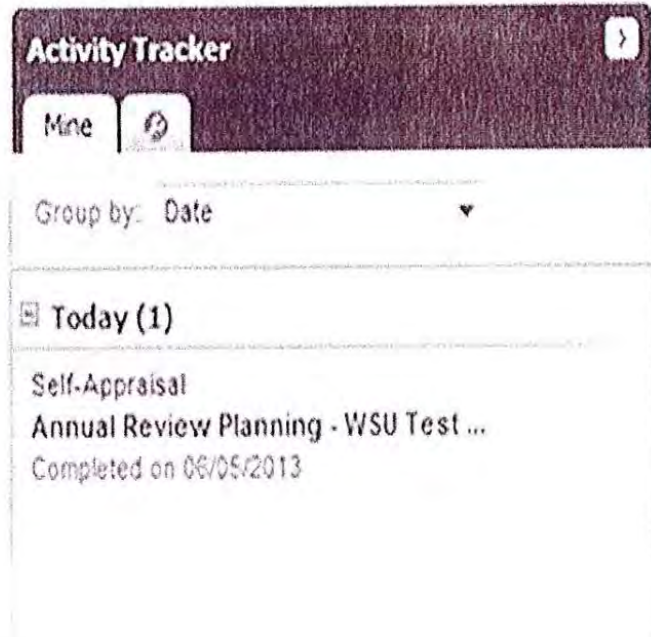 Activity Tracker
Mine
Group by: Date
Today (1)
Self-Appraisal
Annual Review Planning - WSU Test ...
Completed on 06/05/2013